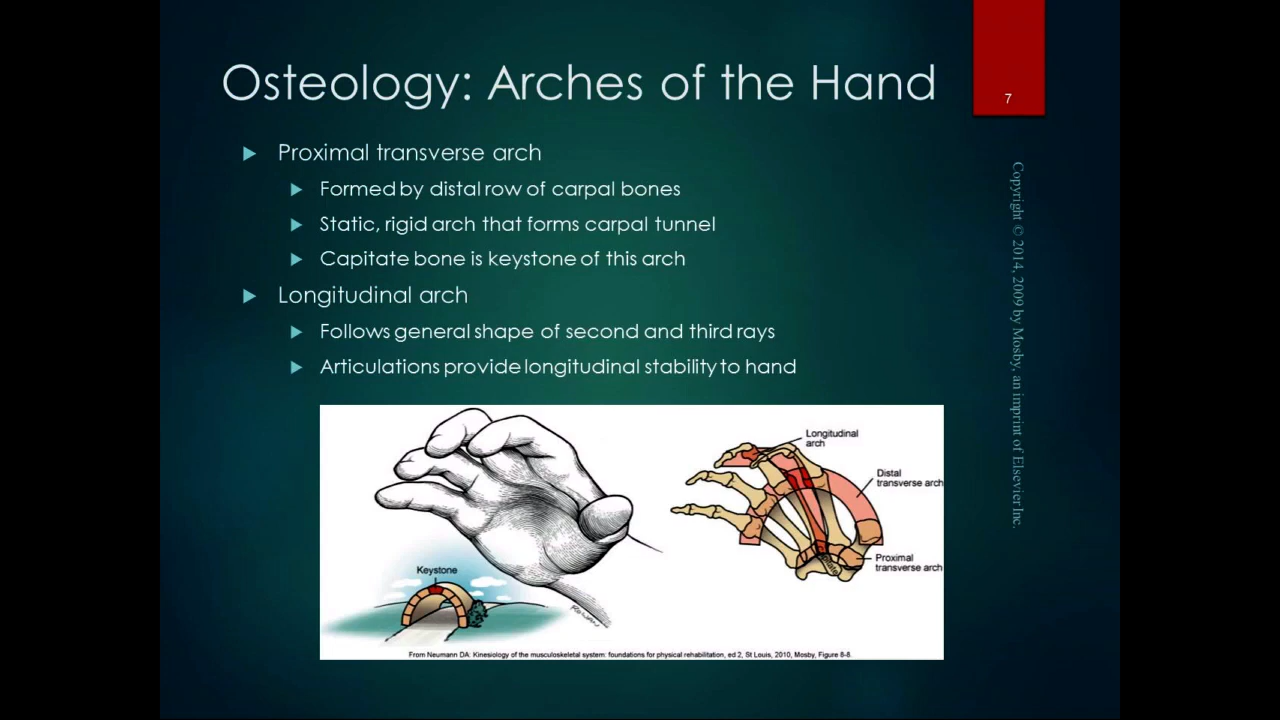 Osteology: Arches of the Hand
7
Proximal transverse arch
Formed by distal row of carpal bones
Static, rigid arch that forms carpal tunnel
Capitate bone is keystone of this arch
Longitudinal arch
Follows general shape of second and third rays
Articulations provide longitudinal stability to hand
Longitudinal
arch
Distal
transverse arch
Proximal
transverse arch
Keystone
From Neumann DA: Kinesiology of the musculoskeletal system: foundations for physical rehabilitation, ed 2, St Louis, 2010, Mosby, Figure 8-6.
Copyright © 2014, 2009 by Mosby, an imprint of Elsevier Inc.